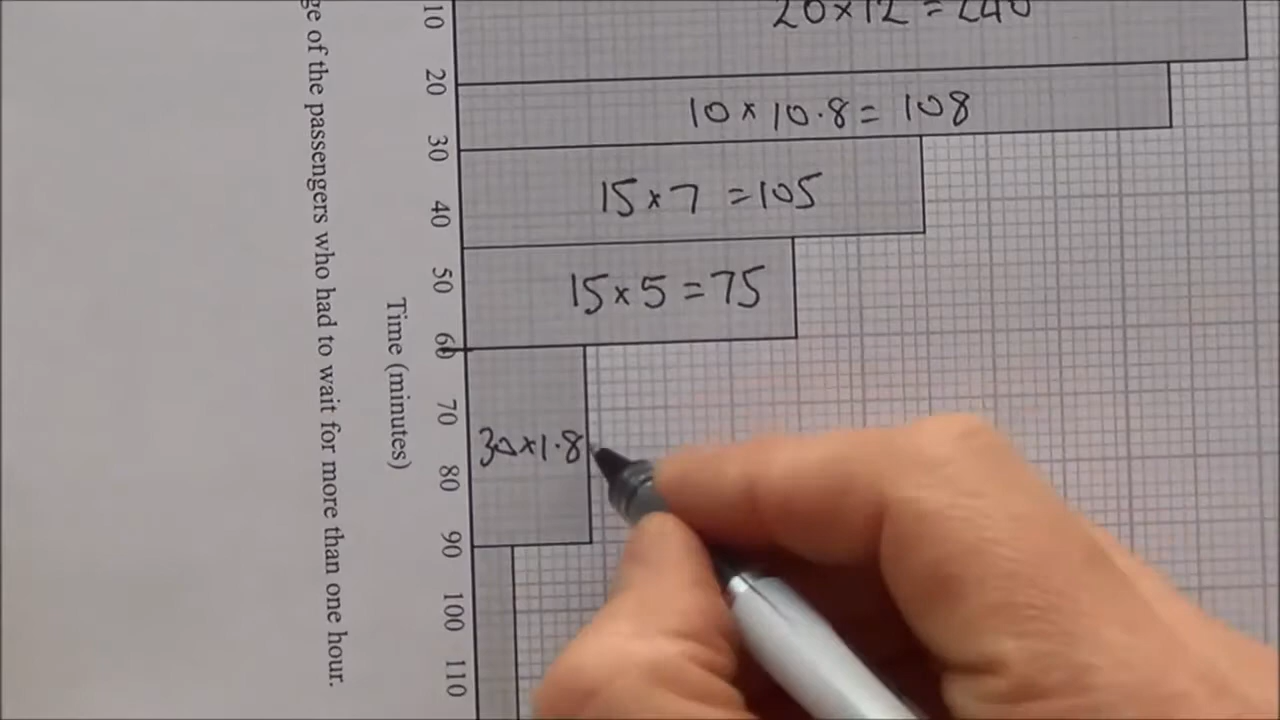 20×12 = 240
10 × 10.8 = 108
15 × 7 = 105
15 × 5 = 75
30×1.8
10
20
30
40
50
60
70
80
90
100
110
Time (minutes)
of the passengers who had to wait for more than one hour.